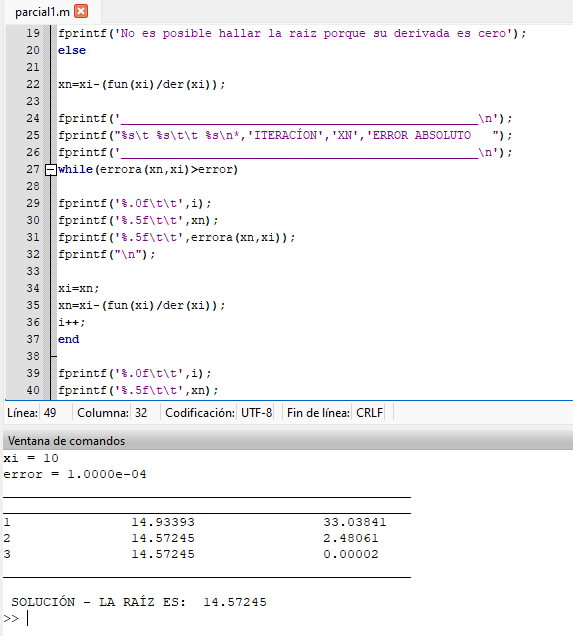 parcial1.m
19 fprintf('No es posible hallar la raiz porque su derivada es cero');
20 else
21
22 xn=xi-(fun(xi)/der(xi));
23
24 fprintf('___________________________________________________\n');
25 fprintf("%s\t %s\t\t %s\n*,'ITERACÍON','XN','ERROR ABSOLUTO   ");
26 fprintf('___________________________________________________\n');
27 while(errora(xn,xi)>error)
28
29 fprintf('%.0f\t\t',i);
30 fprintf('%.5f\t\t',xn);
31 fprintf('%.5f\t\t',errora(xn,xi));
32 fprintf("\n");
33
34 xi=xn;
35 xn=xi-(fun(xi)/der(xi));
36 i++;
37 end
38
39 fprintf('%.0f\t\t',i);
40 fprintf('%.5f\t\t',xn);
Línea: 49 Columna: 32 Codificación: UTF-8 Fin de línea: CRLF
Ventana de comandos
xi = 10
error = 1.0000e-04
___________________________________________________
___________________________________________________
1 14.93393 33.03841
2 14.57245 2.48061
3 14.57245 0.00002
___________________________________________________
SOLUCIÓN - LA RAÍZ ES: 14.57245
>>